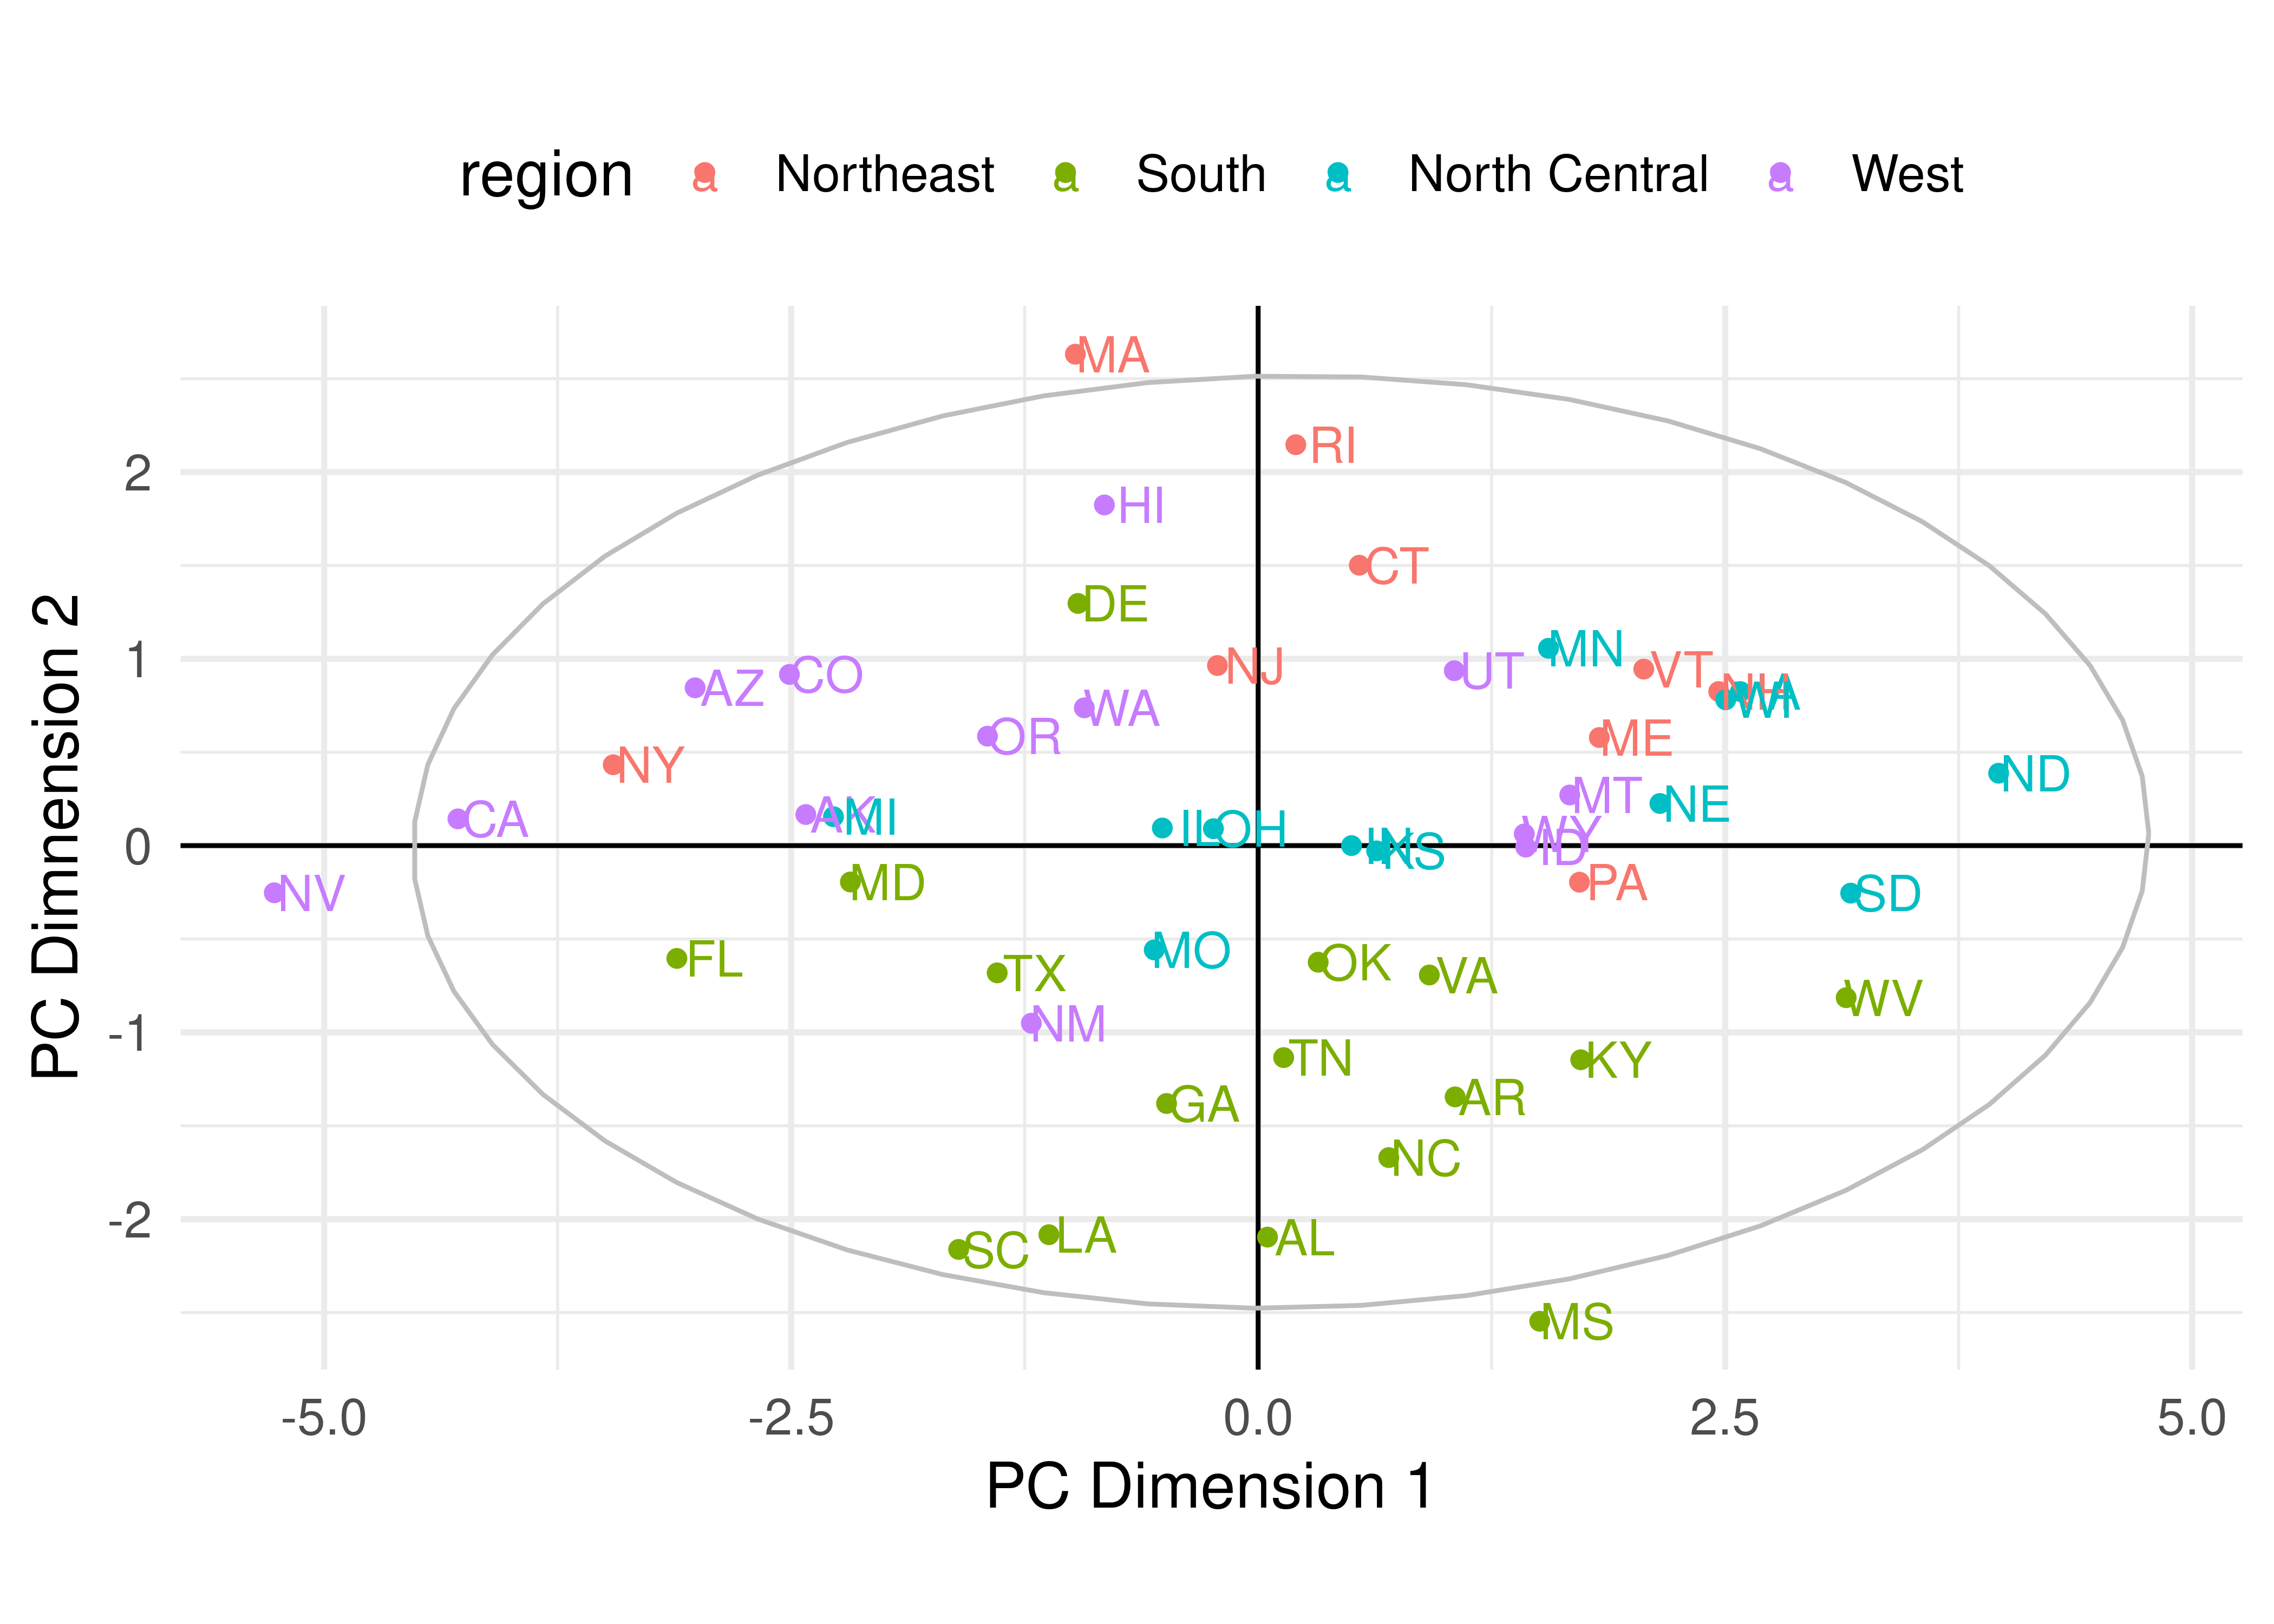 region a Northeast a South a North Central a West
MA
RI
HI
CT
DE
MN
NJ
UT
VT
CO
AZ
WA
ME
OR
NY
ND
MT
NE
AK
MI
CA
IL
OH
WY
ID
KS
PA
MD
NV
SD
MO
FL
OK
TX
VA
WV
NM
TN
KY
AR
GA
NC
LA
AL
SC
MS
2
1
0
-1
-2
PC Dimnension 2
-5.0 -2.5 0.0 2.5 5.0
PC Dimension 1